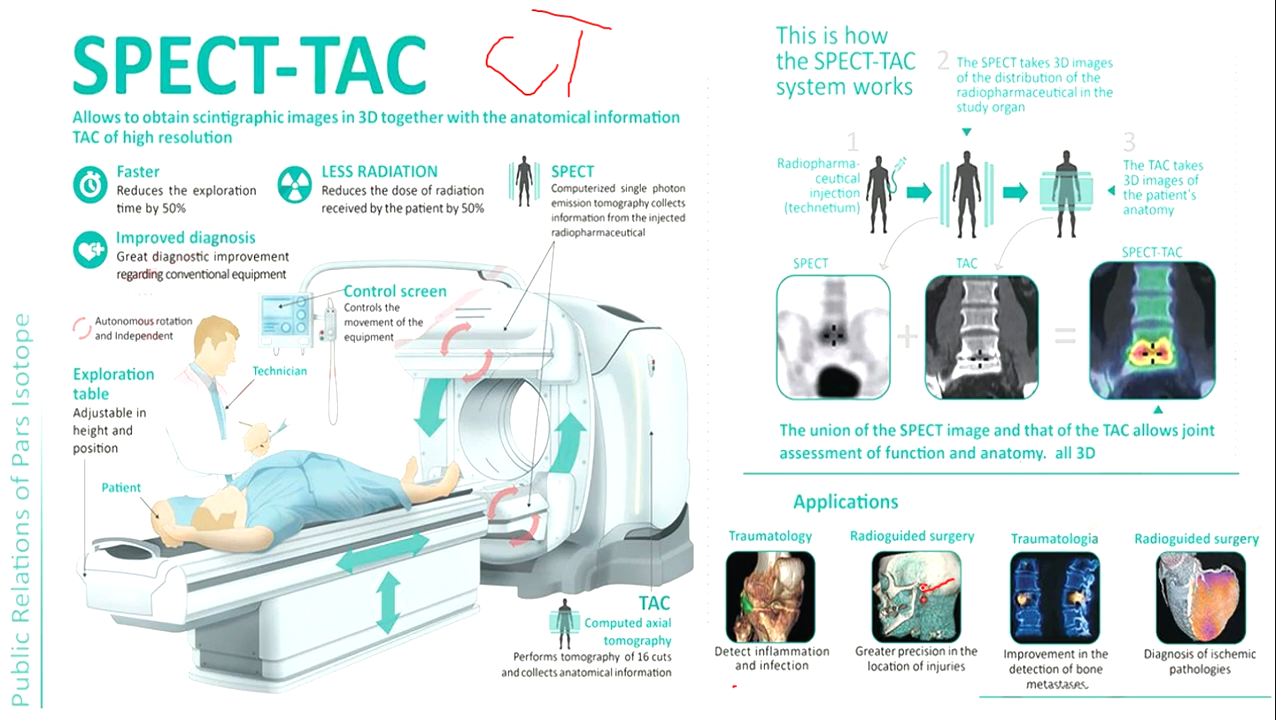 SPECT-TAC
CT
Allows to obtain scintigraphic images in 3D together with the anatomical information
TAC of high resolution
Faster
Reduces the exploration
time by 50%
LESS RADIATION
Reduces the dose of radiation
received by the patient by 50%
SPECT
Computerized single photon
emission tomography collects
information from the injected
radiopharmaceutical
Improved diagnosis
Great diagnostic improvement
regarding conventional equipment
Control screen
Controls the
movement of the
equipment
Autonomous rotation
and Independent
Technician
Exploration
table
Adjustable in
height and
position
Patient
TAC
Computed axial
tomography
Performs tomography of 16 cuts
and collects anatomical information
Public Relations of Pars Isotope
This is how
the SPECT-TAC
system works
1
Radiopharma-
ceutical
injection
(technetium)
2
The SPECT takes 3D images
of the distribution of the
radiopharmaceutical in the
study organ
3
The TAC takes
3D images of
the patient's
anatomy
SPECT
+
TAC
=
SPECT-TAC
The union of the SPECT image and that of the TAC allows joint
assessment of function and anatomy. all 3D
Applications
Traumatology
Detect inflammation
and infection
Radioguided surgery
Greater precision in the
location of injuries
Traumatologia
Improvement in the
detection of bone
metastases.
Radioguided surgery
Diagnosis of ischemic
pathologies